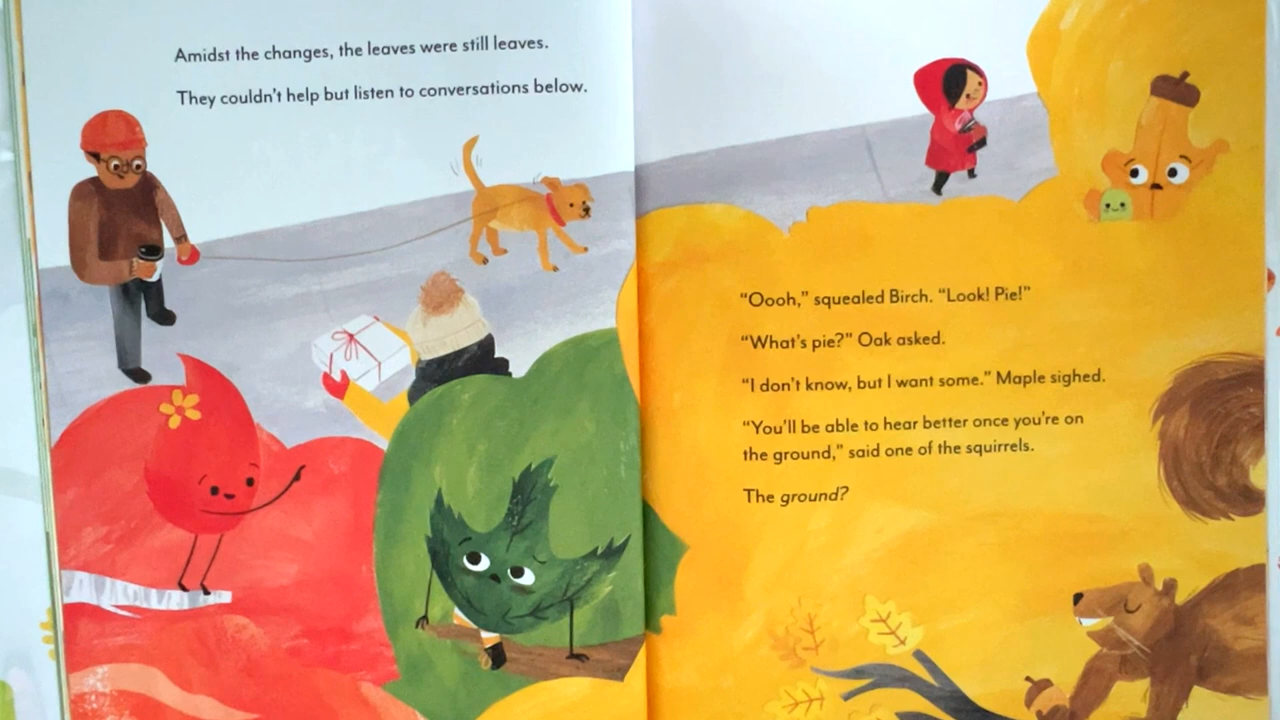 Amidst the changes, the leaves were still leaves.
They couldn't help but listen to conversations below.
“Oooh,” squealed Birch. “Look! Pie!”
“What's pie?” Oak asked.
“I don't know, but I want some.” Maple sighed.
“You'll be able to hear better once you're on
the ground,” said one of the squirrels.
The ground?